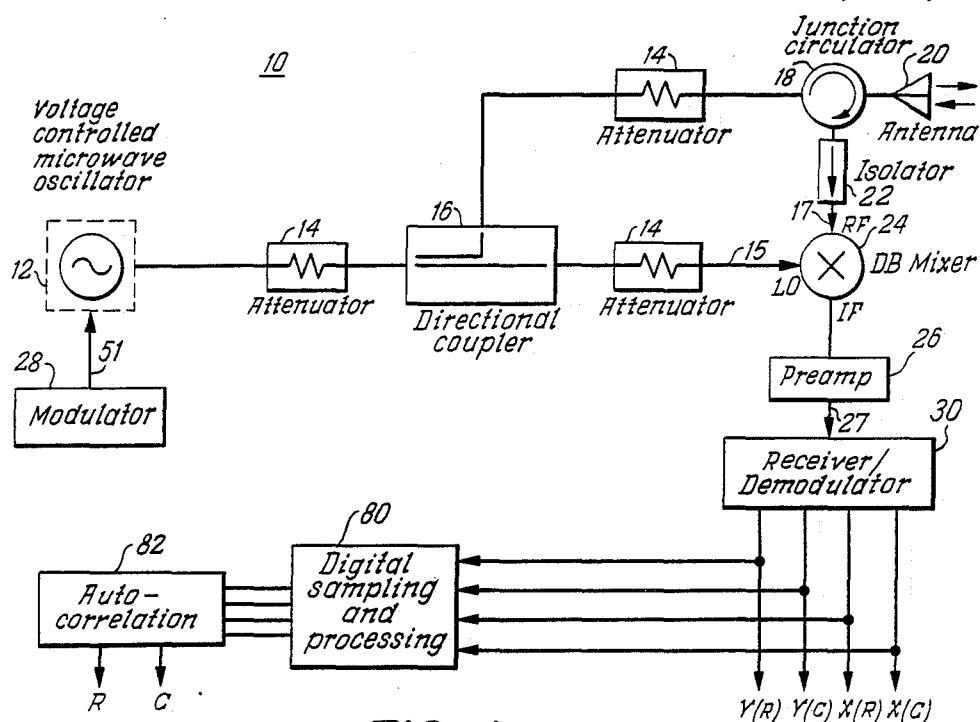 Junction
circulator
10
14
18
20
Voltage
controlled
microwave
oscillator
Attenuator
Antenna
Isolator
22
16
17
RF
24
14
14
15
12
DB Mixer
LO
Attenuator
Attenuator
IF
Directional
coupler
51
26
28
Preamp
Modulator
27
30
Receiver/
Demodulator
80
82
Digital
sampling
and
processing
Auto-
correlation
R C
Y(R) Y(C) X(R) X(C)